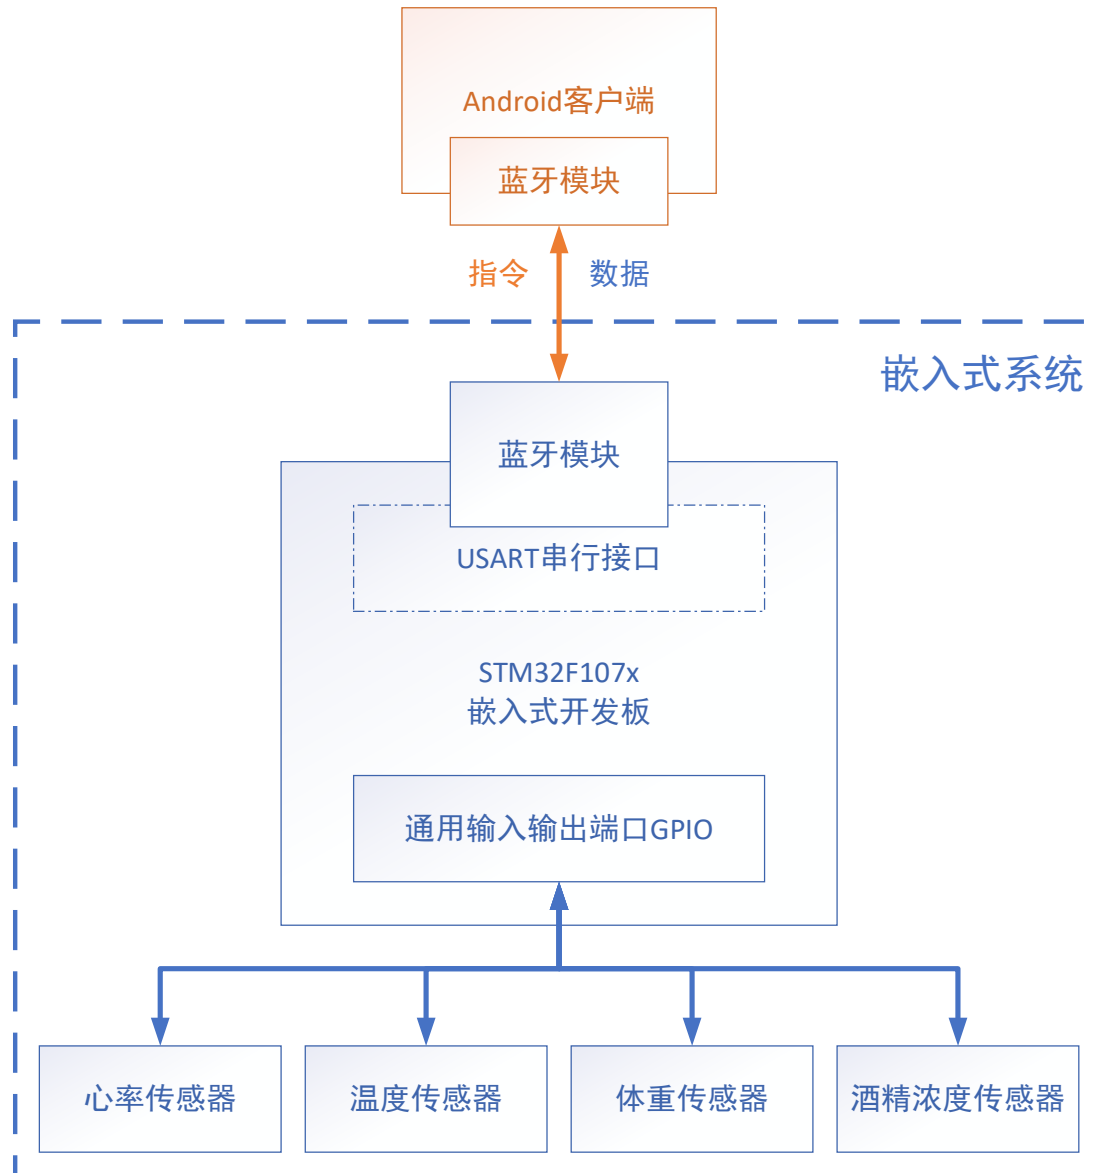 Android客户端
蓝牙模块
指令
数据
嵌入式系统
蓝牙模块
USART串行接口
STM32F107x
嵌入式开发板
通用输入输出端口GPIO
心率传感器
温度传感器
体重传感器
酒精浓度传感器